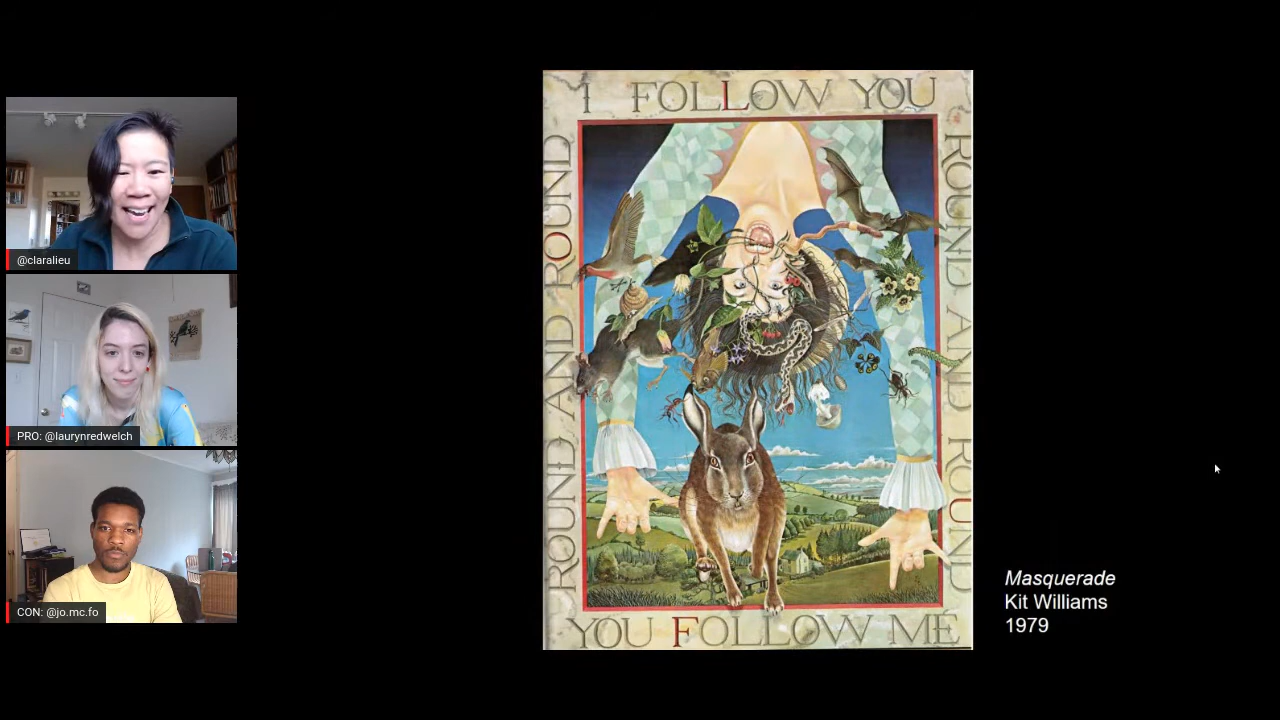 @claralieu
PRO: @laurynredwelch
CON: @jo.mc.fo
I FOLLOW YOU
ROUND AND ROUND
ROUND AND ROUND
YOU FOLLOW ME
Masquerade
Kit Williams
1979